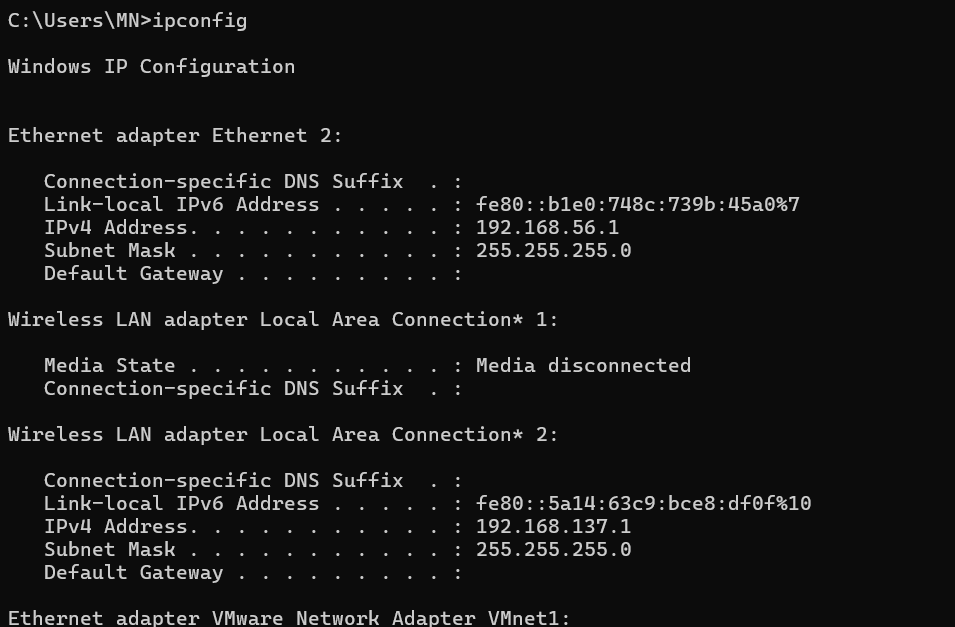 C:\Users\MN>ipconfig
Windows IP Configuration
Ethernet adapter Ethernet 2:
   Connection-specific DNS Suffix  . :
   Link-local IPv6 Address . . . . . : fe80::b1e0:748c:739b:45a0%7
   IPv4 Address. . . . . . . . . . . : 192.168.56.1
   Subnet Mask . . . . . . . . . . . : 255.255.255.0
   Default Gateway . . . . . . . . . :
Wireless LAN adapter Local Area Connection* 1:
   Media State . . . . . . . . . . . : Media disconnected
   Connection-specific DNS Suffix  . :
Wireless LAN adapter Local Area Connection* 2:
   Connection-specific DNS Suffix  . :
   Link-local IPv6 Address . . . . . : fe80::5a14:63c9:bce8:df0f%10
   IPv4 Address. . . . . . . . . . . : 192.168.137.1
   Subnet Mask . . . . . . . . . . . : 255.255.255.0
   Default Gateway . . . . . . . . . :
Ethernet adapter VMware Network Adapter VMnet1: